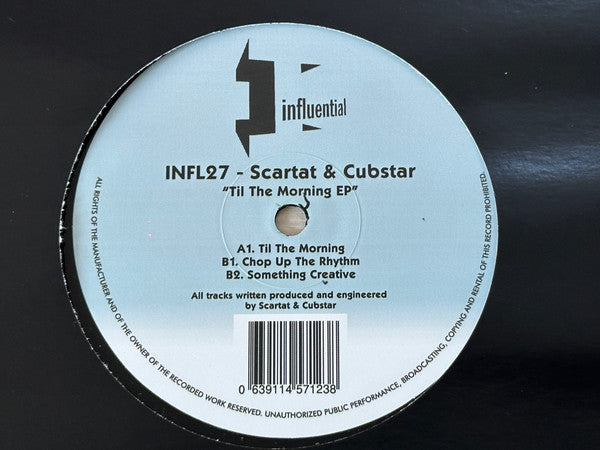 influential
INFL27 - Scartat & Cubstar
"Til The Morning EP"
A1. Til The Morning
B1. Chop Up The Rhythm
B2. Something Creative
All tracks written produced and engineered
by Scartat & Cubstar
0 639114 571238
ALL RIGHTS OF THE MANUFACTURER AND OF THE OWNER OF THE RECORDED WORK RESERVED. UNAUTHORIZED PUBLIC PERFORMANCE, BROADCASTING, COPYING AND RENTAL OF THIS RECORD PROHIBITED.